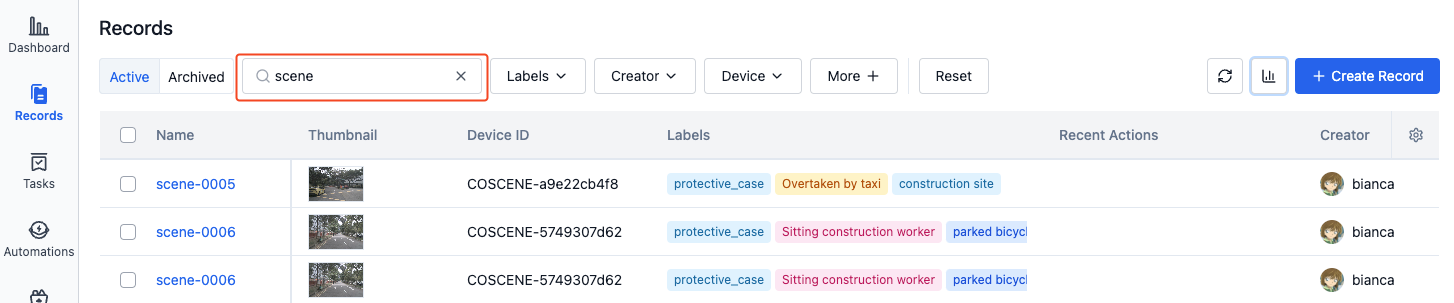 Dashboard
Records
Tasks
Automations
Records
Active Archived scene Labels Creator Device More Reset Create Record
Name Thumbnail Device ID Labels Recent Actions Creator
scene-0005 COSCENE-a9e22cb4f8 protective_case Overtaken by taxi construction site bianca
scene-0006 COSCENE-5749307d62 protective_case Sitting construction worker parked bicycl bianca
scene-0006 COSCENE-5749307d62 protective_case Sitting construction worker parked bicycl bianca